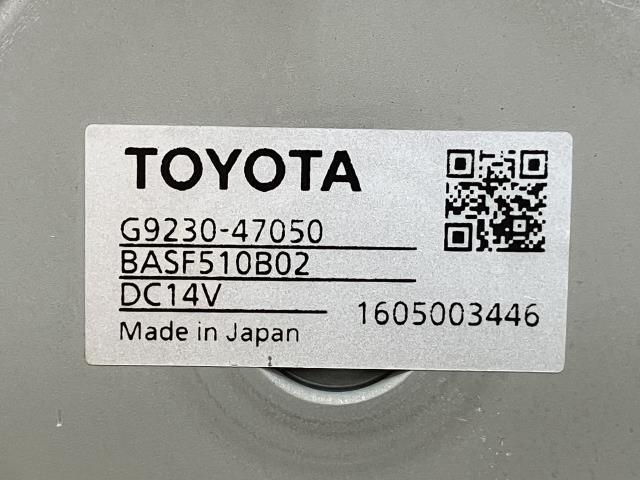 TOYOTA
G9230-47050
BASF510B02
DC14V
1605003446
Made in Japan